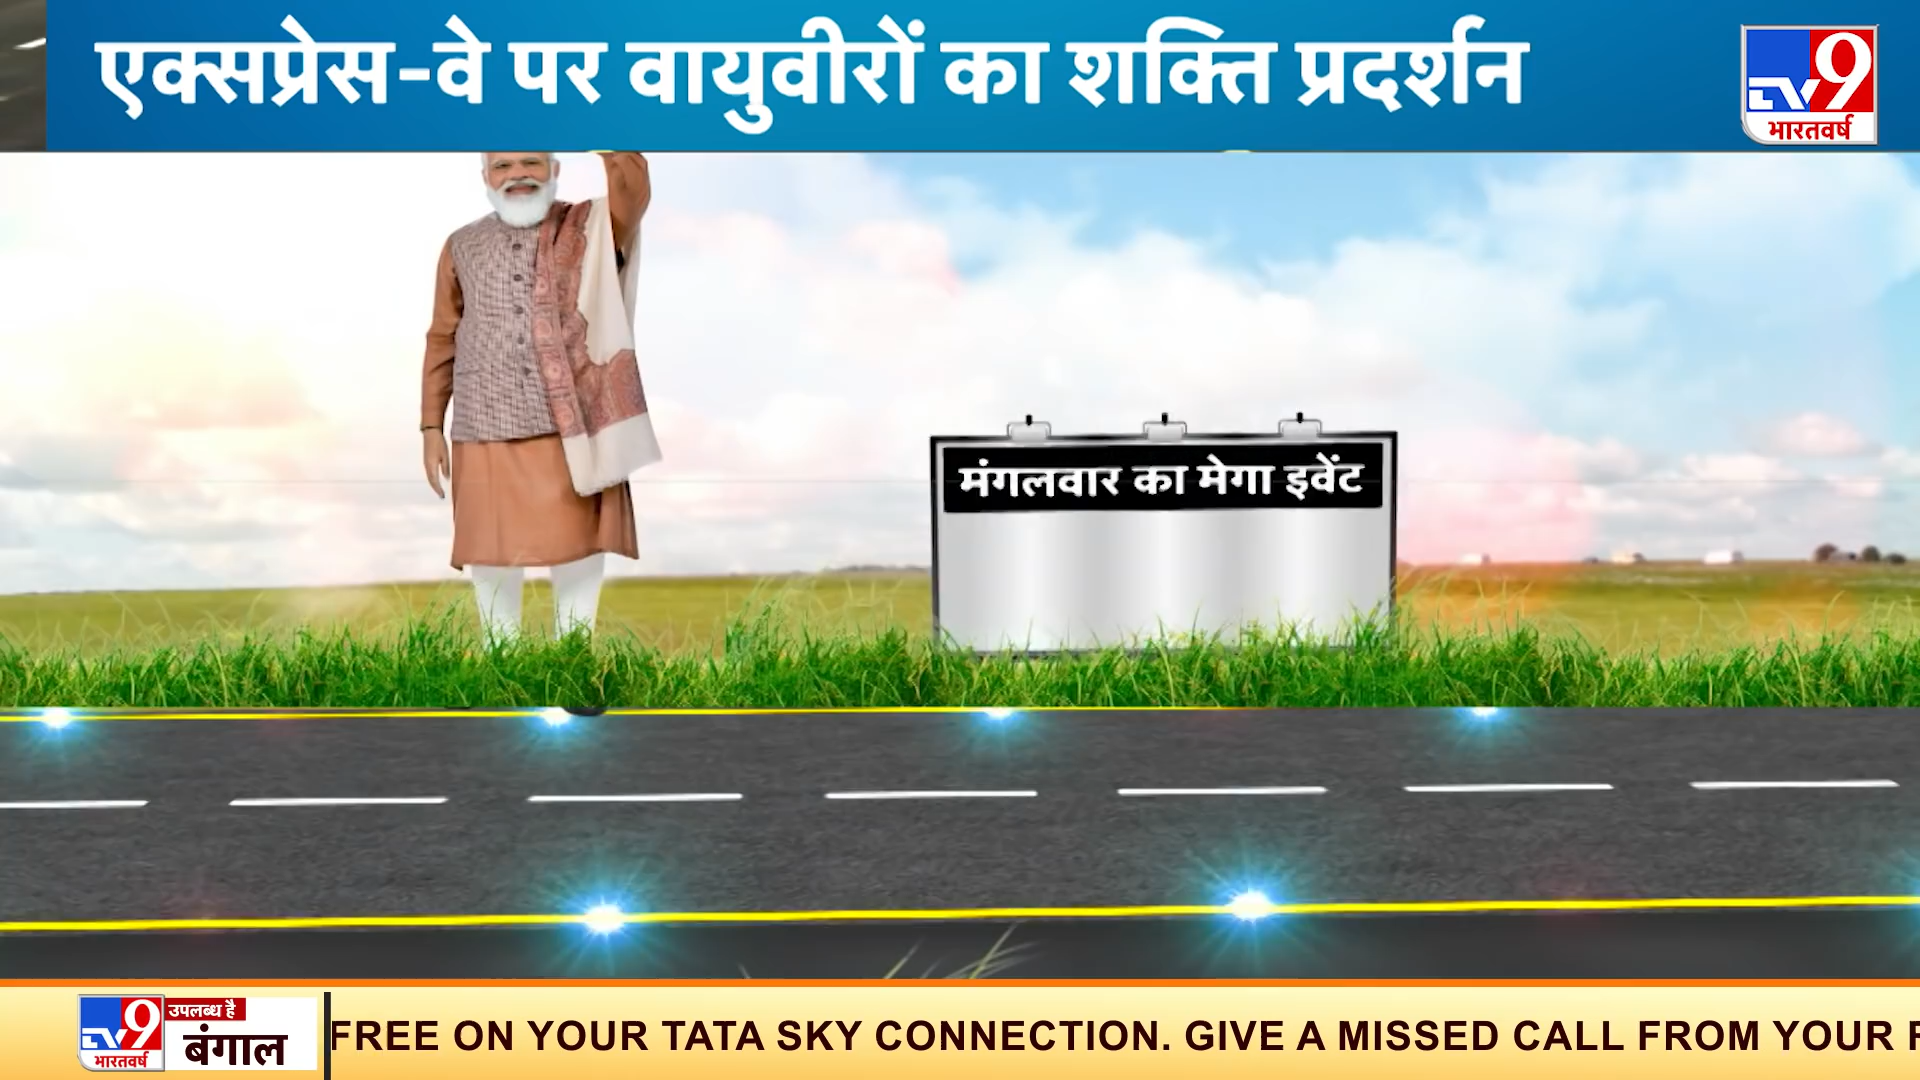 एक्सप्रेस-वे पर वायुवीरों का शक्ति प्रदर्शन
TV9
भारतवर्ष
मंगलवार का मेगा इवेंट
TV9
भारतवर्ष
उपलब्ध है
बंगाल
FREE ON YOUR TATA SKY CONNECTION. GIVE A MISSED CALL FROM YOUR